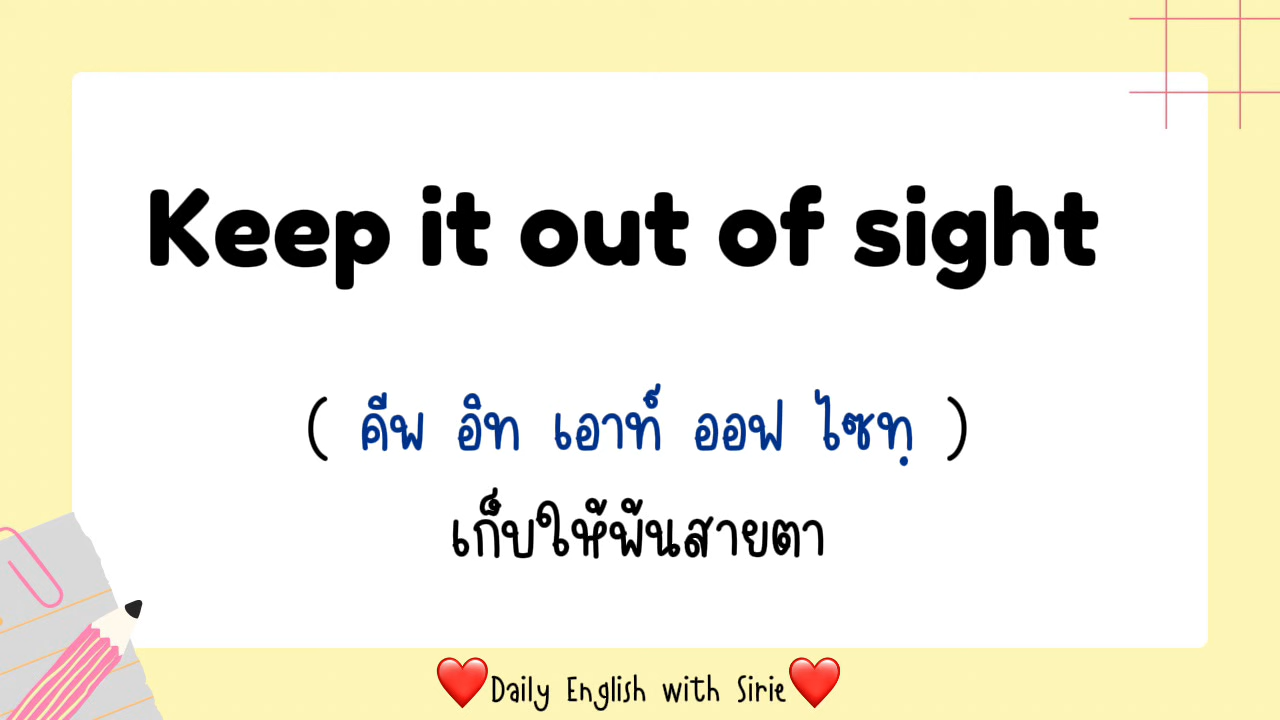 Keep it out of sight
( คีพ อิท เอาท์ ออฟ ไซทฺ )
เก็บให้พ้นสายตา
❤️Daily English with Sirie❤️